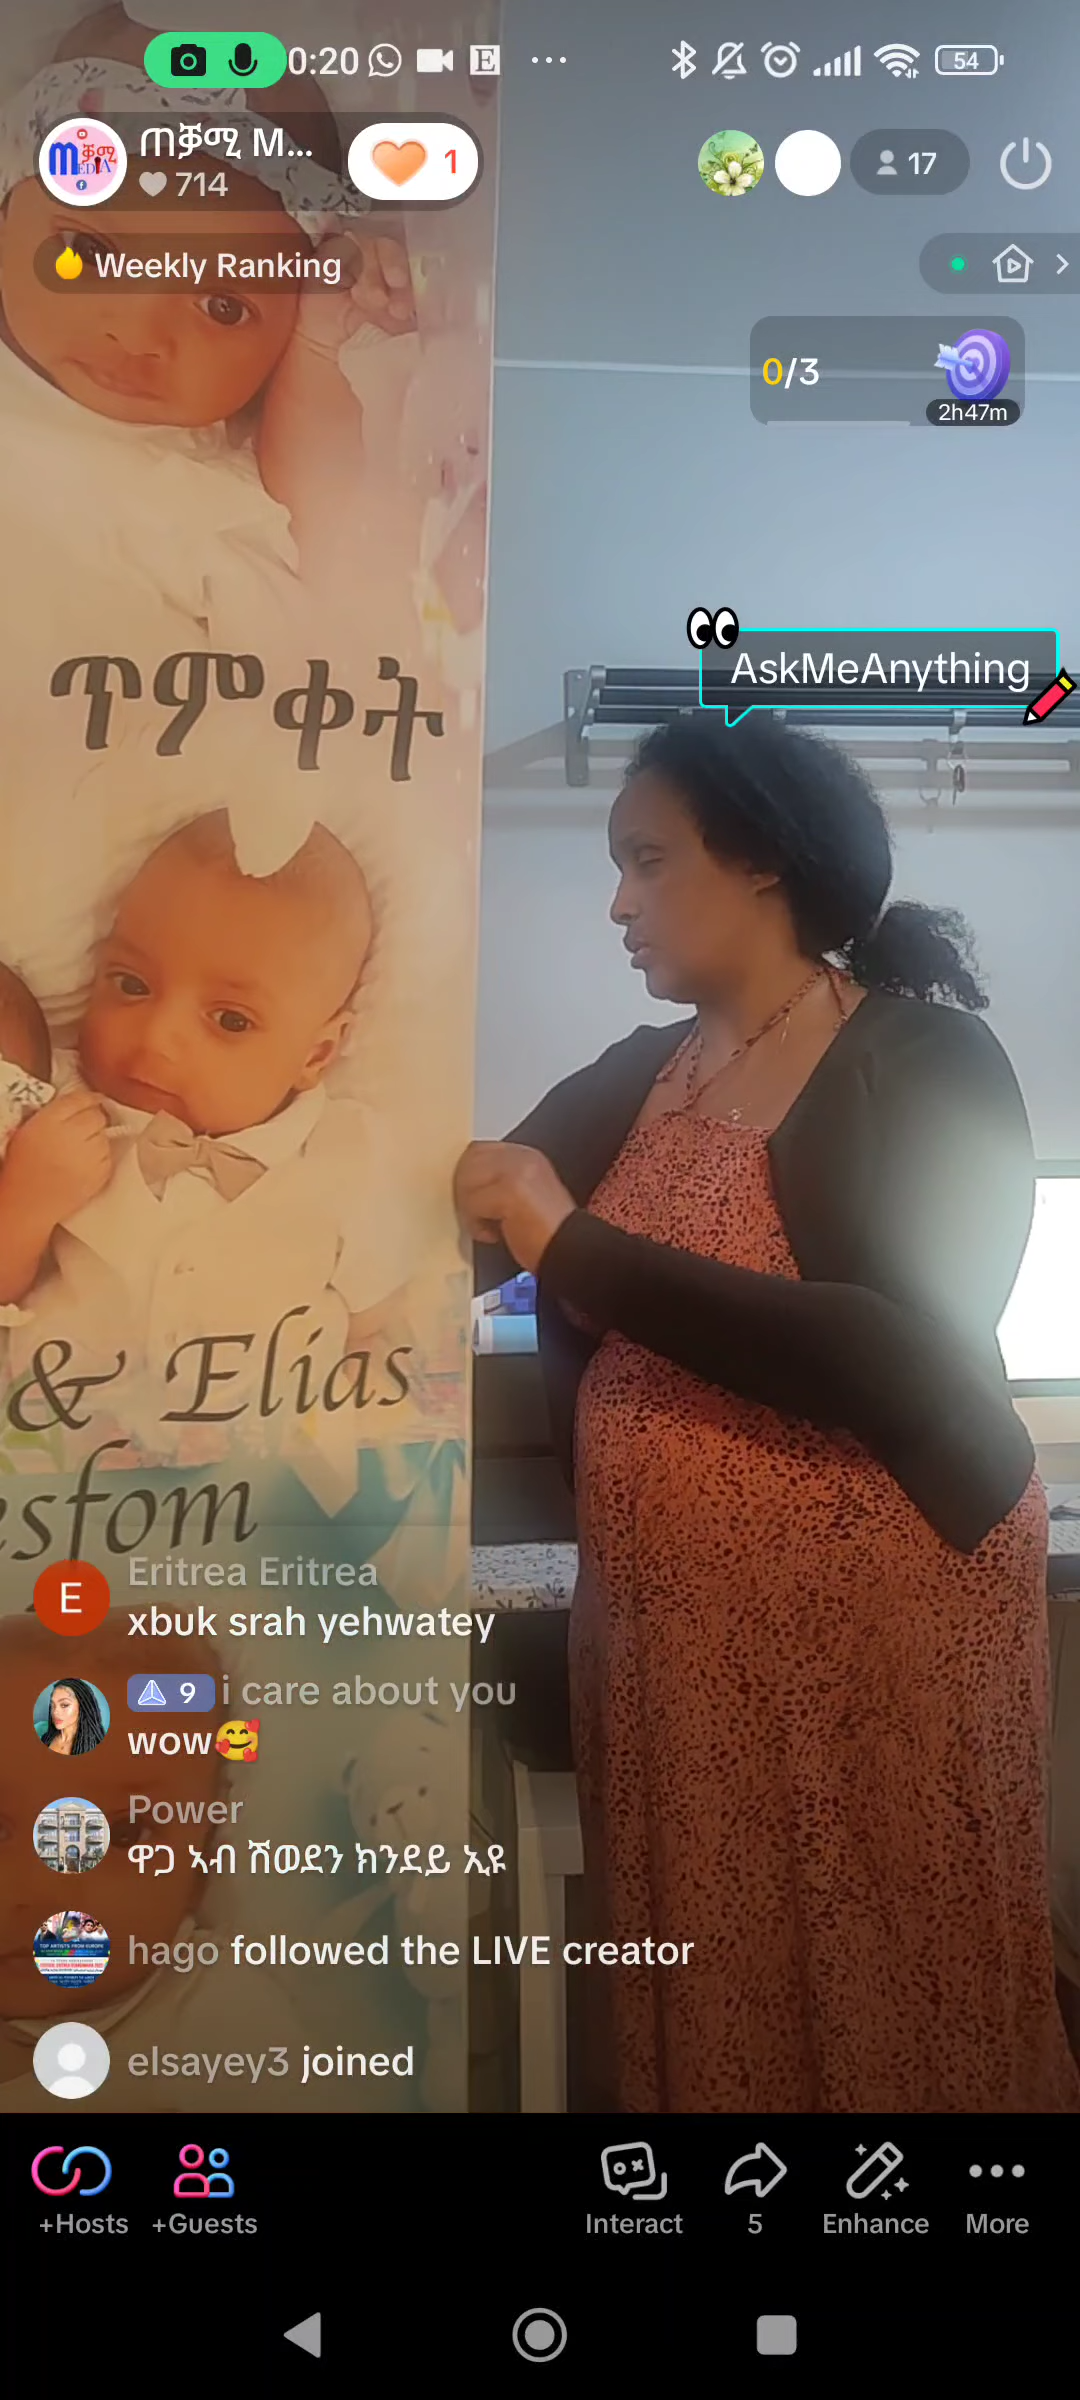 0:20
54
ጠቓሚ M...
714
1
17
Weekly Ranking
0/3
2h47m
AskMeAnything
ጥምቀት
& Elias
sfom
Eritrea Eritrea
xbuk srah yehwatey
9 i care about you
wow🥰
Power
ዋጋ ኣብ ሽወደን ክንደይ ኢዩ
hago followed the LIVE creator
elsayey3 joined
+Hosts
+Guests
Interact
5
Enhance
More